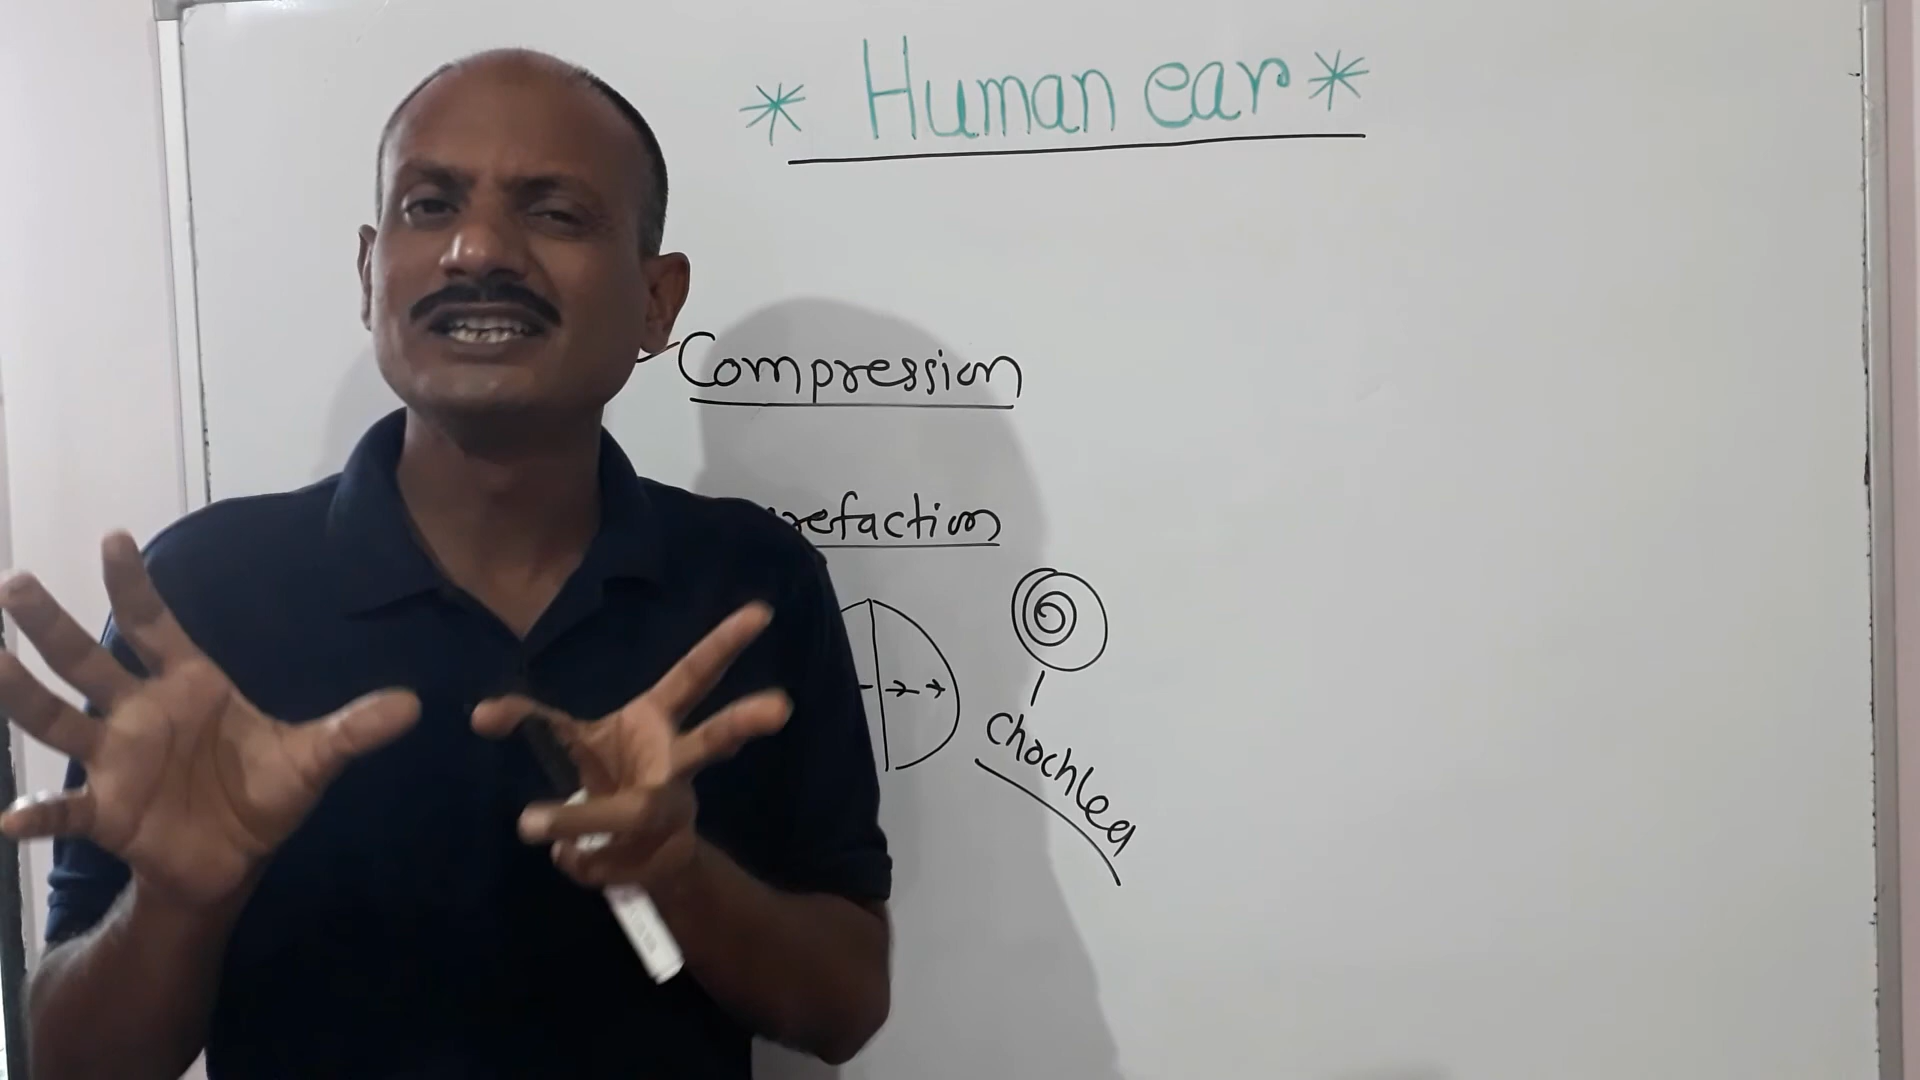 * Human ear *
Compression
refaction
Chochlea